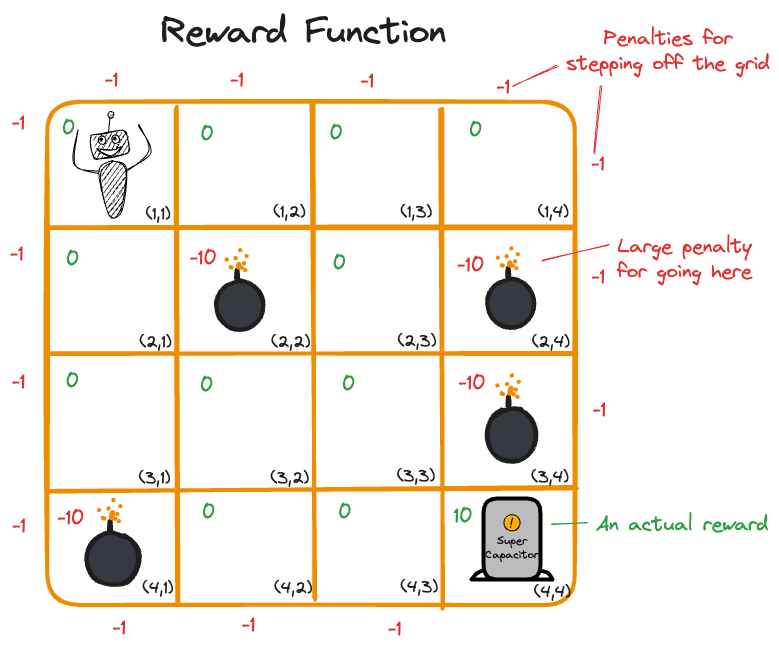 Reward Function
Penalties for
stepping off the grid
-1 -1 -1 -1
-1 0 0 0 0 -1
(1,1) (1,2) (1,3) (1,4)
-1 0 -10 0 -10 -1
Large penalty
for going here
(2,1) (2,2) (2,3) (2,4)
-1 0 0 0 -10 -1
(3,1) (3,2) (3,3) (3,4)
-1 -10 0 0 10
An actual reward
!
Super
Capacitor
(4,1) (4,2) (4,3) (4,4)
-1 -1 -1